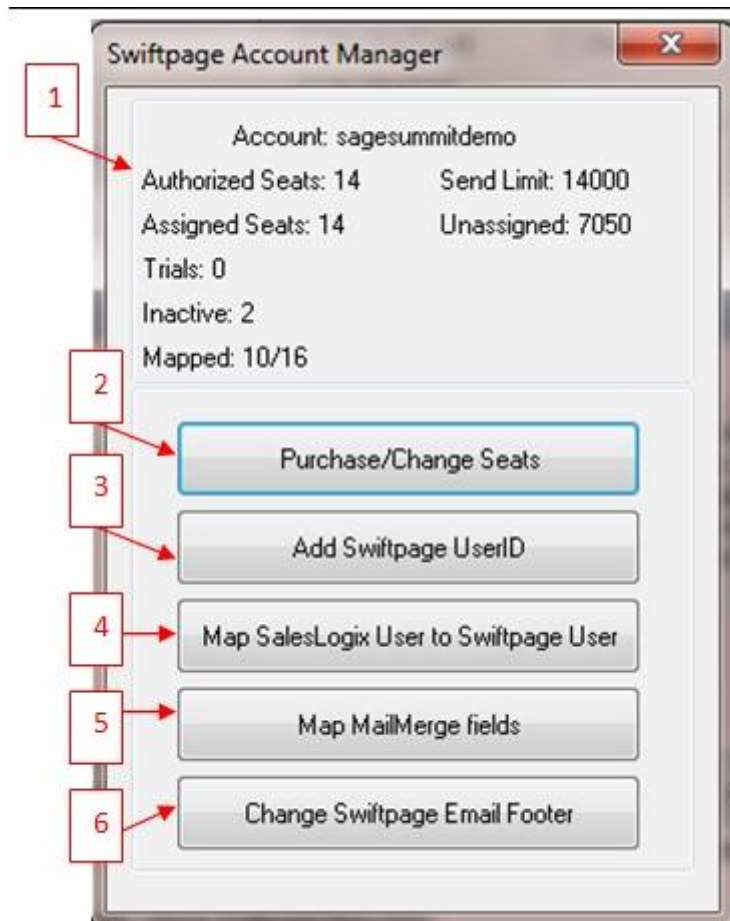 Swiftpage Account Manager
x
1
Account: sagesummitdemo
Authorized Seats: 14 Send Limit: 14000
Assigned Seats: 14 Unassigned: 7050
Trials: 0
Inactive: 2
Mapped: 10/16
2
Purchase/Change Seats
3
Add Swiftpage UserID
4
Map SalesLogix User to Swiftpage User
5
Map MailMerge fields
6
Change Swiftpage Email Footer